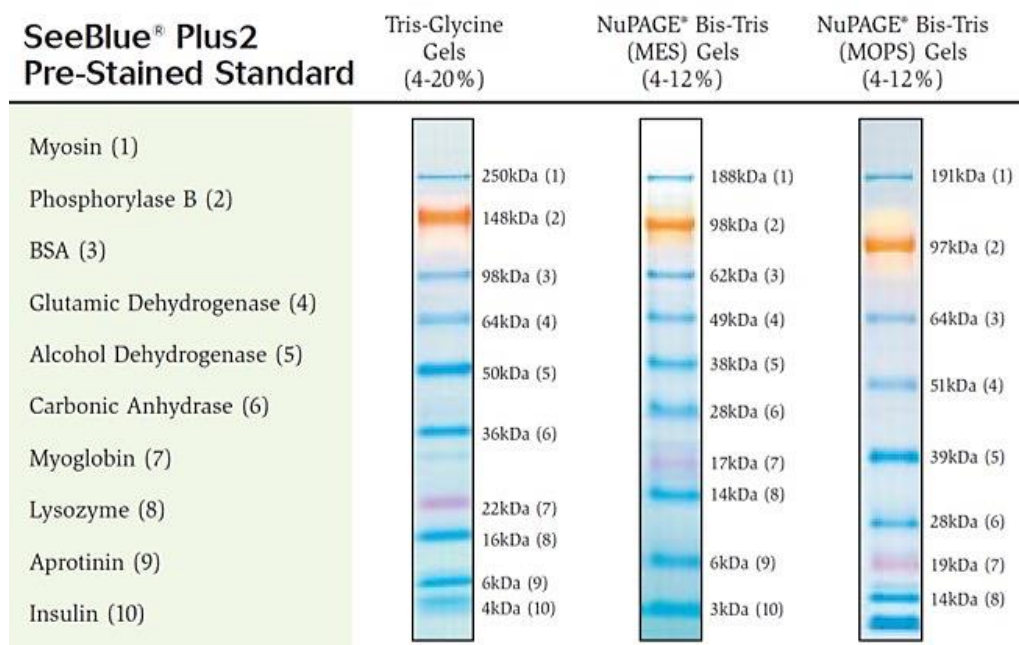 SeeBlue® Plus2
Pre-Stained Standard
Tris-Glycine
Gels
(4-20%)
NuPAGE® Bis-Tris
(MES) Gels
(4-12%)
NuPAGE® Bis-Tris
(MOPS) Gels
(4-12%)
Myosin (1)
Phosphorylase B (2)
BSA (3)
Glutamic Dehydrogenase (4)
Alcohol Dehydrogenase (5)
Carbonic Anhydrase (6)
Myoglobin (7)
Lysozyme (8)
Aprotinin (9)
Insulin (10)
250kDa (1)
148kDa (2)
98kDa (3)
64kDa (4)
50kDa (5)
36kDa (6)
22kDa (7)
16kDa (8)
6kDa (9)
4kDa (10)
188kDa (1)
98kDa (2)
62kDa (3)
49kDa (4)
38kDa (5)
28kDa (6)
17kDa (7)
14kDa (8)
6kDa (9)
3kDa (10)
191kDa (1)
97kDa (2)
64kDa (3)
51kDa (4)
39kDa (5)
28kDa (6)
19kDa (7)
14kDa (8)